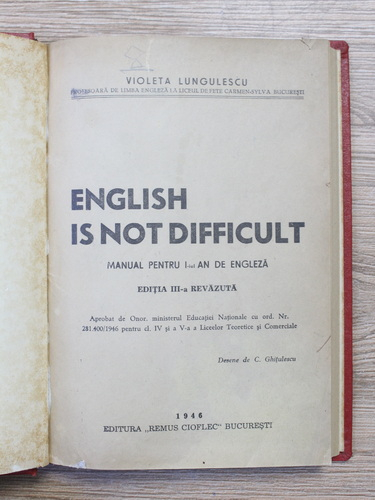 VIOLETA LUNGULESCU
PROFESOARĂ DE LIMBA ENGLEZĂ LA LICEUL DE FETE CARMEN-SYLVA BUCUREȘTI
ENGLISH
IS NOT DIFFICULT
MANUAL PENTRU I-ul AN DE ENGLEZĂ
EDIȚIA III-a REVĂZUTĂ
Aprobat de Onor. ministerul Educației Naționale cu ord. Nr.
281.400/1946 pentru cl. IV și a V-a a Liceelor Teoretice și Comerciale
Desene de C. Ghițulescu
1946
EDITURA „REMUS CIOFLEC" BUCUREȘTI